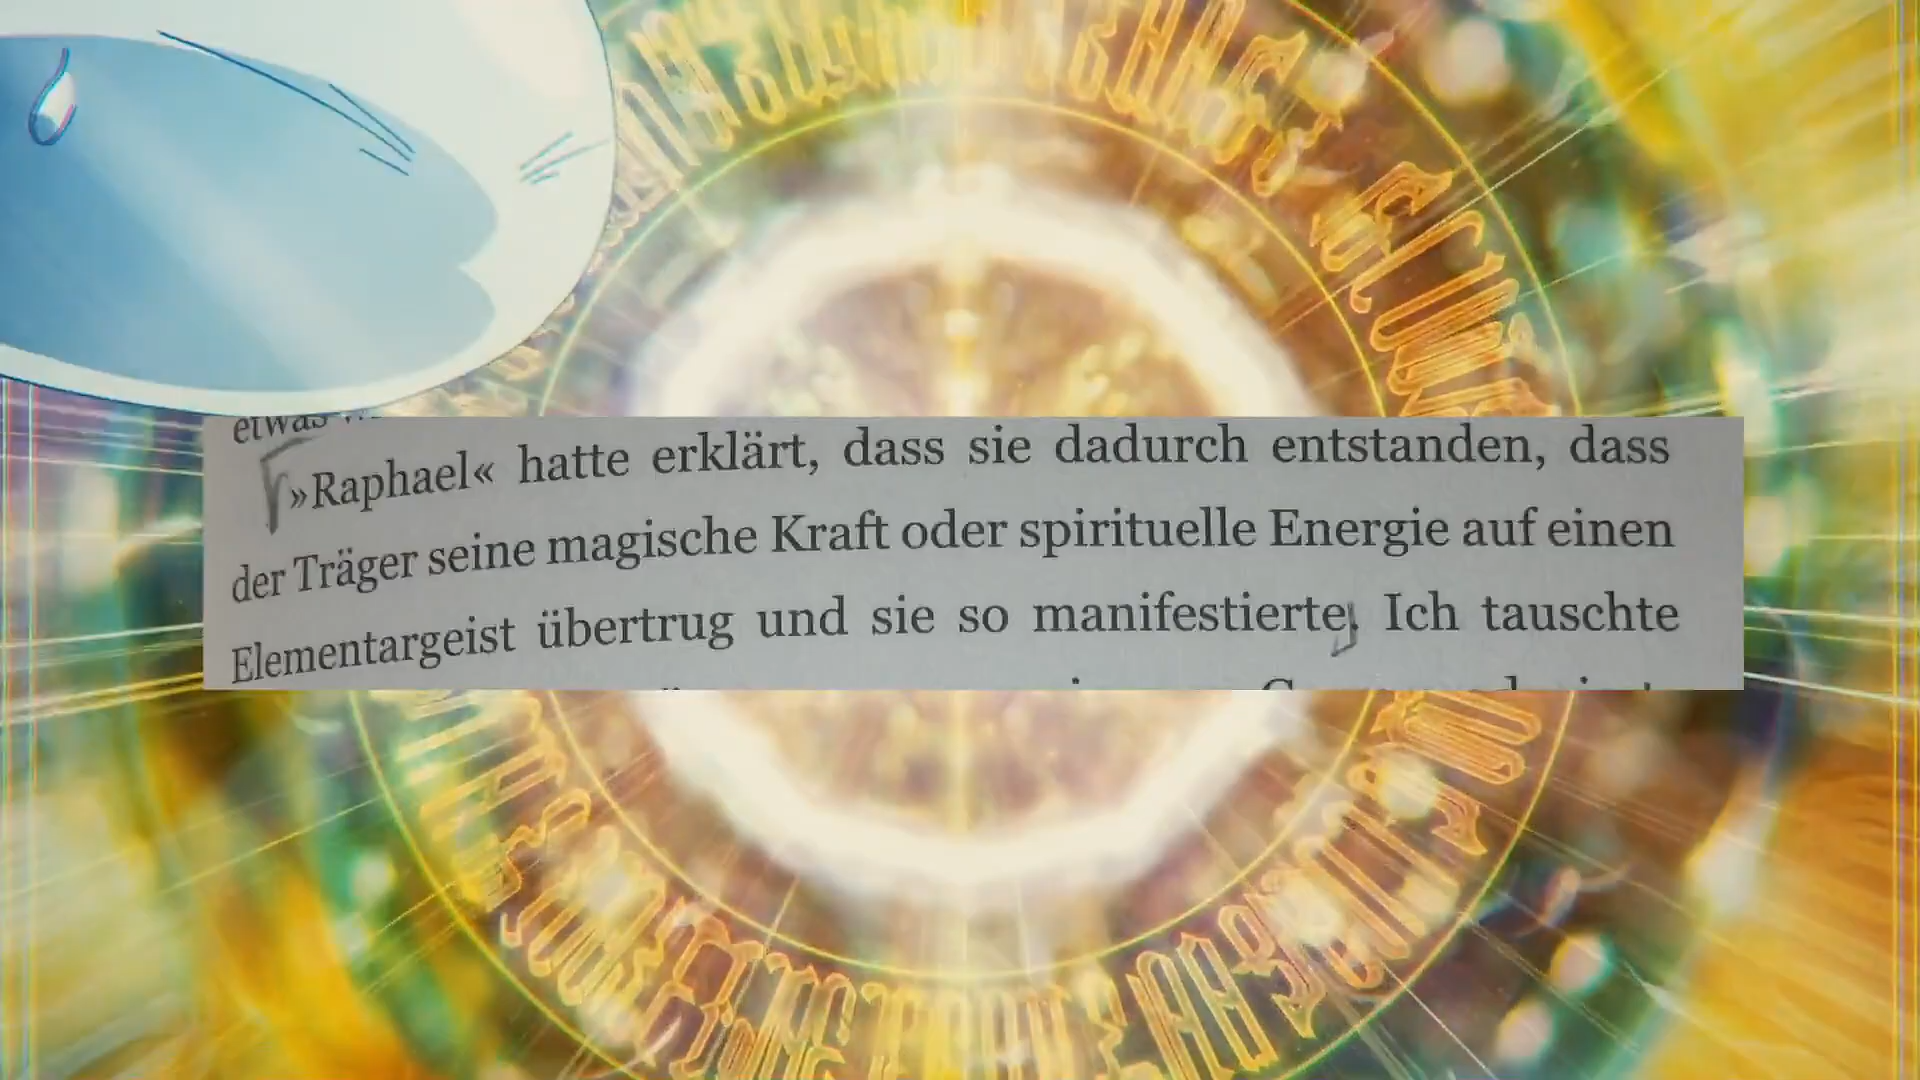 etwas
»Raphael« hatte erklärt, dass sie dadurch entstanden, dass
der Träger seine magische Kraft oder spirituelle Energie auf einen
Elementargeist übertrug und sie so manifestierte. Ich tauschte